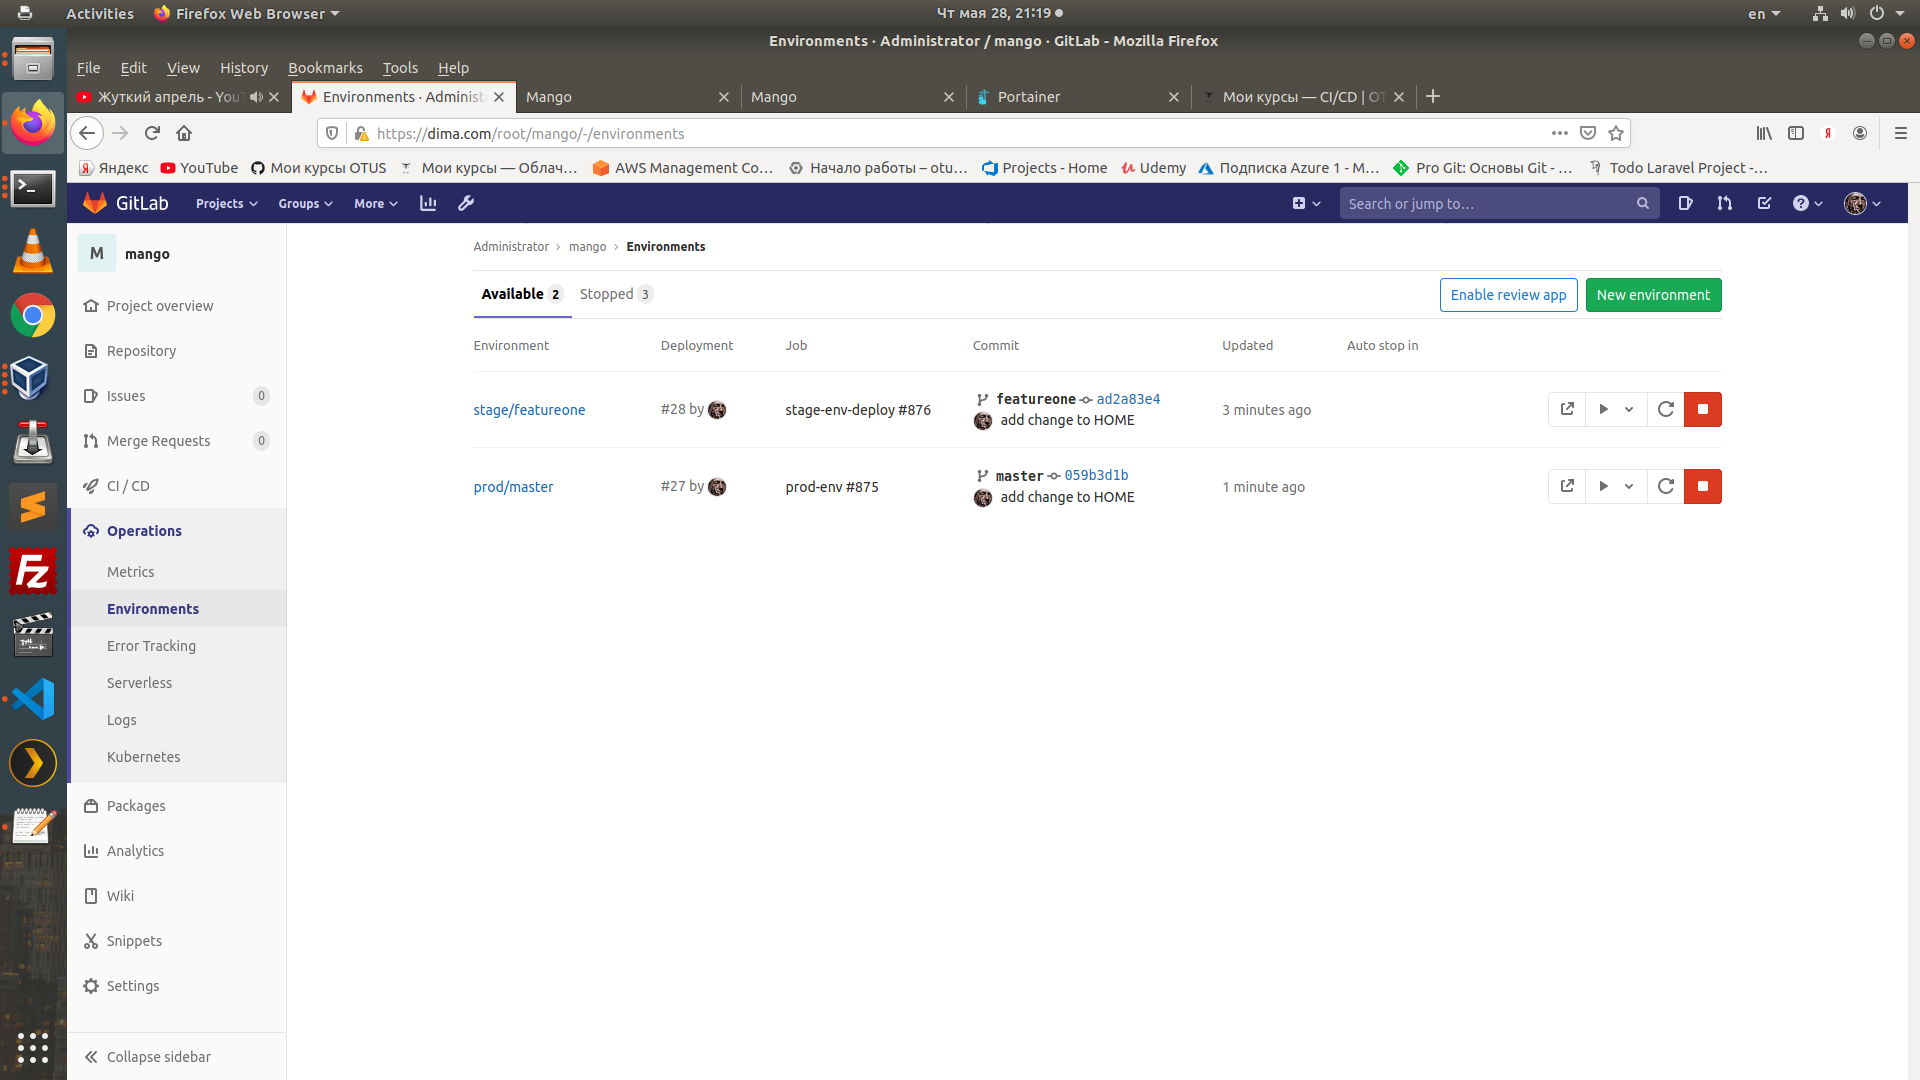 Activities Firefox Web Browser Чт мая 28, 21:19 en
Environments · Administrator / mango · GitLab - Mozilla Firefox
File Edit View History Bookmarks Tools Help
Жуткий апрель - You Environments · Administ Mango Mango Portainer Мои курсы — CI/CD | OT
https://dima.com/root/mango/-/environments
Яндекс YouTube Мои курсы OTUS Мои курсы — Облач… AWS Management Co… Начало работы – otu… Projects - Home Udemy Подписка Azure 1 - M… Pro Git: Основы Git - … Todo Laravel Project -…
GitLab Projects Groups More Search or jump to…
M mango
Administrator › mango › Environments
Available 2 Stopped 3 Enable review app New environment
Environment Deployment Job Commit Updated Auto stop in
stage/featureone #28 by stage-env-deploy #876 featureone ad2a83e4 3 minutes ago
add change to HOME
prod/master #27 by prod-env #875 master 059b3d1b 1 minute ago
add change to HOME
Project overview
Repository
Issues 0
Merge Requests 0
CI / CD
Operations
Metrics
Environments
Error Tracking
Serverless
Logs
Kubernetes
Packages
Analytics
Wiki
Snippets
Settings
Collapse sidebar